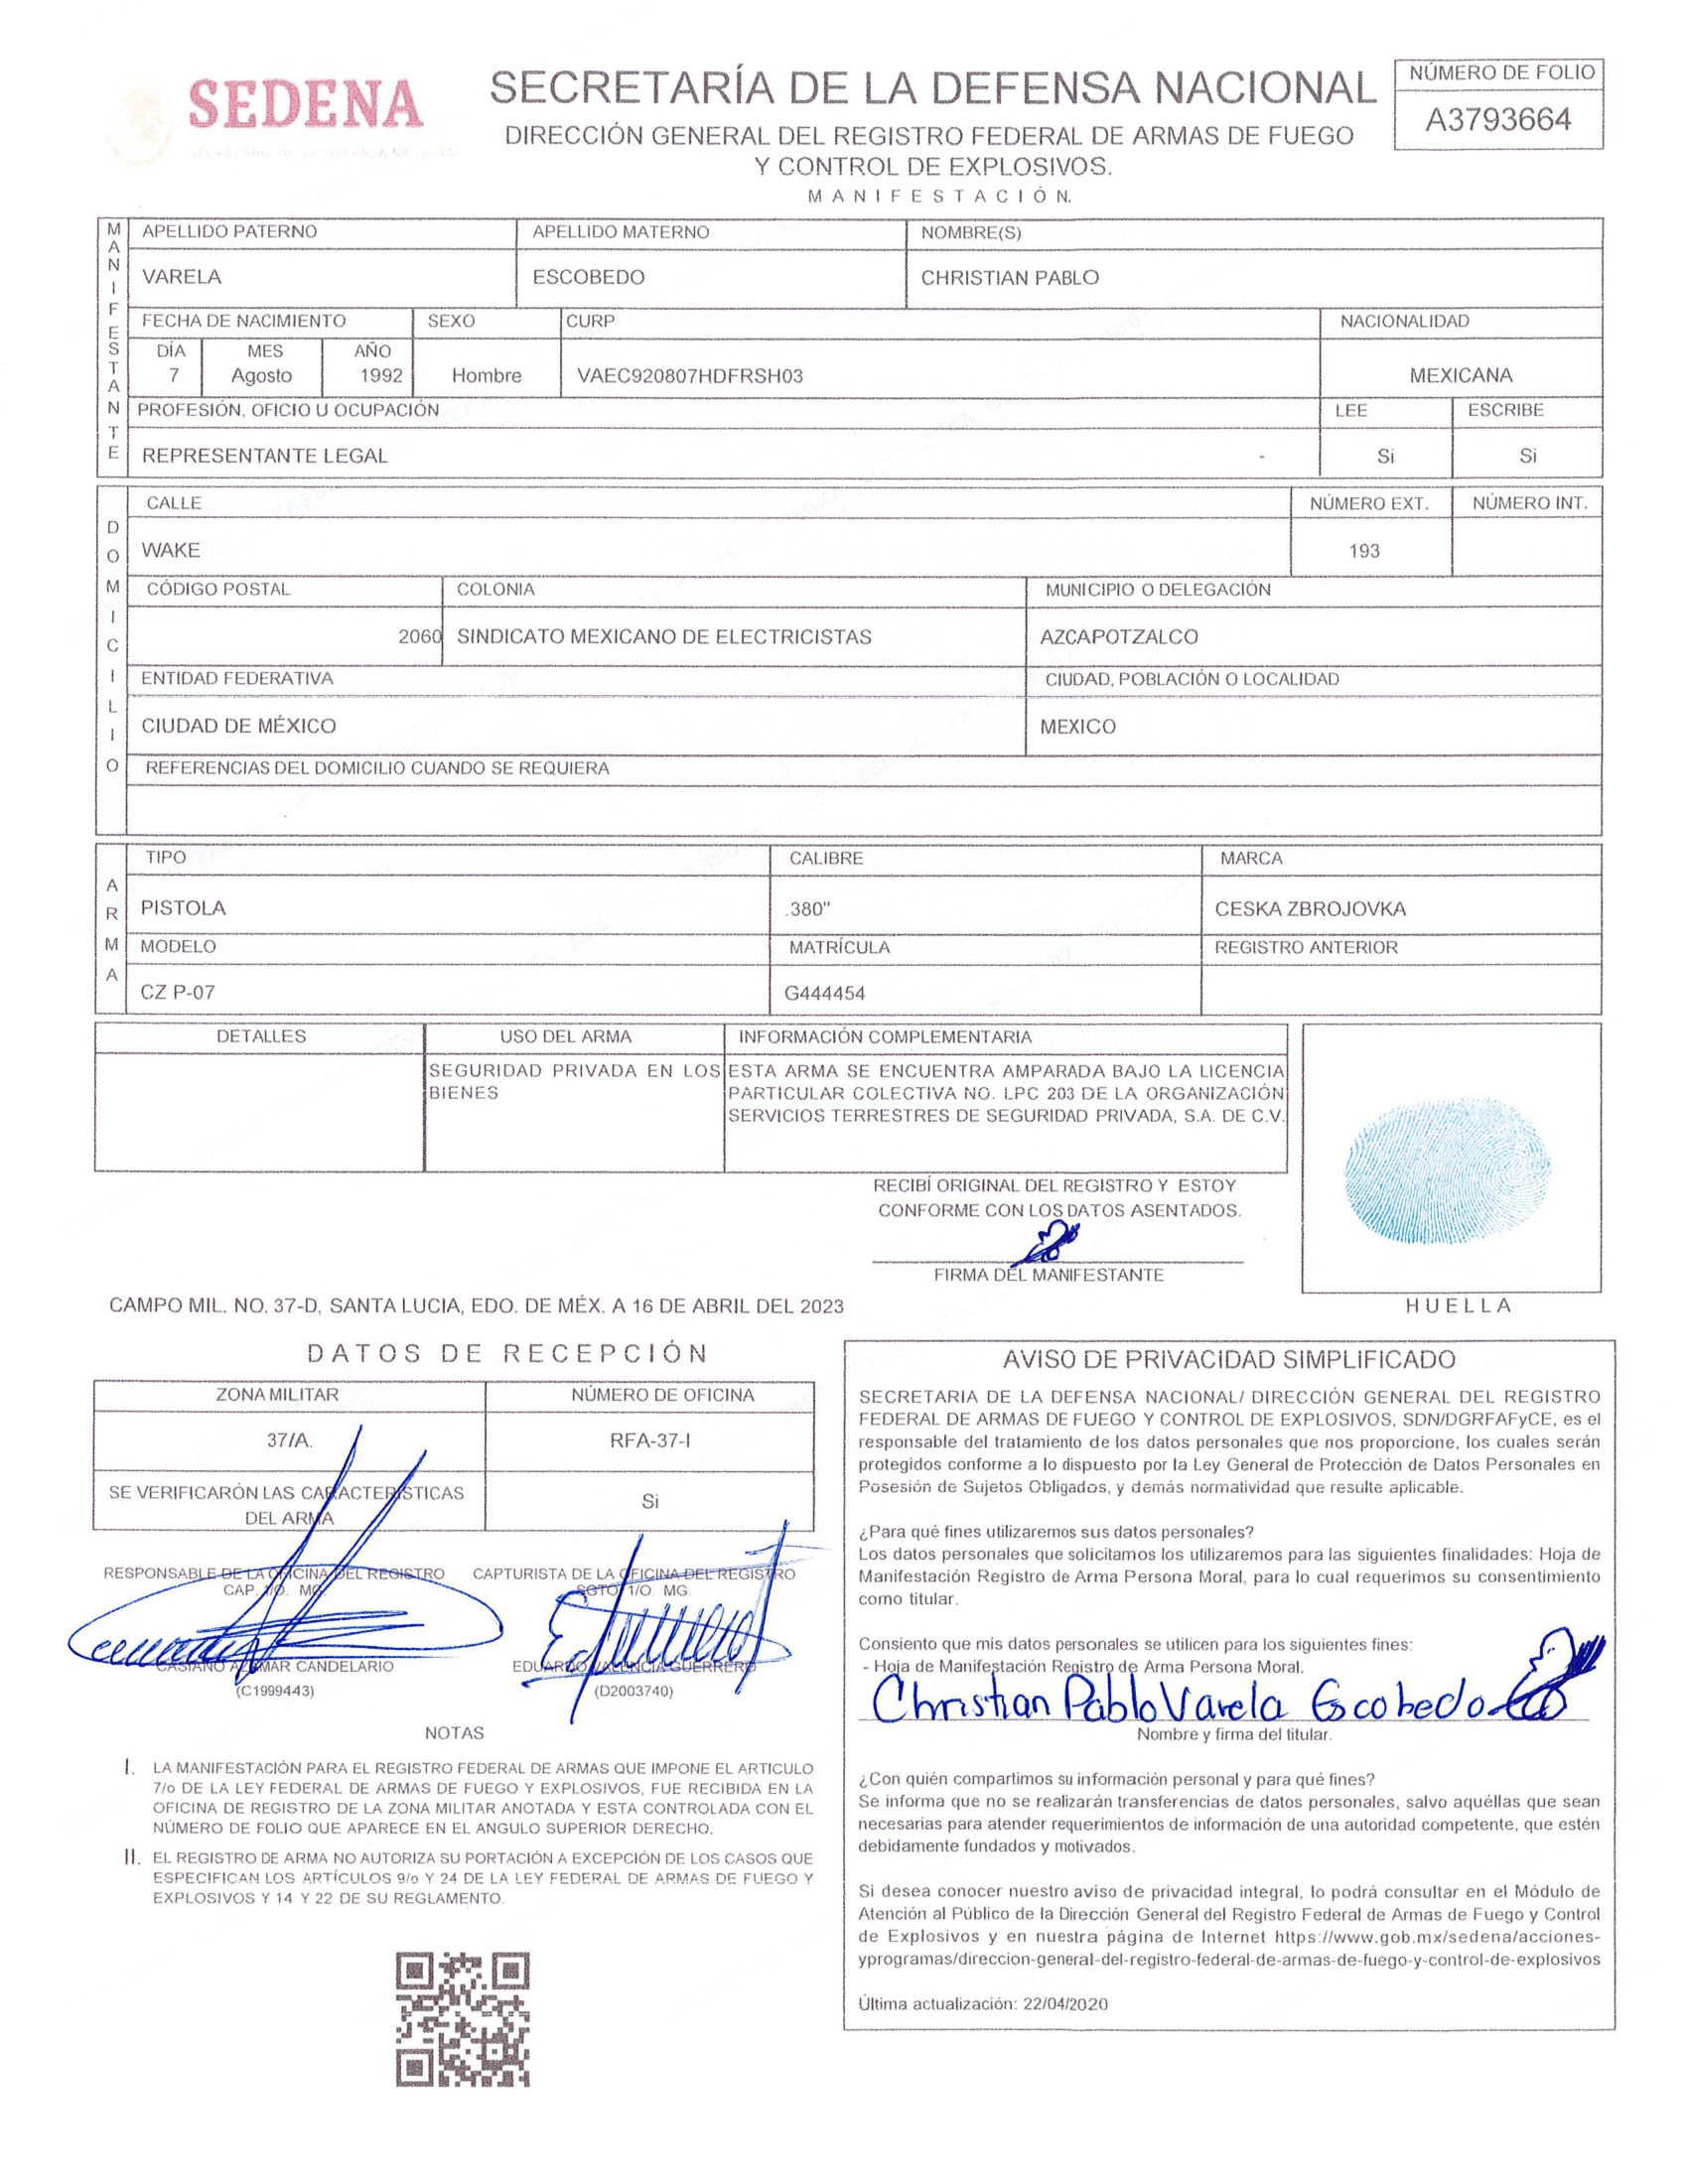 SEDENA
SECRETARÍA DE LA DEFENSA NACIONAL
SECRETARÍA DE LA DEFENSA NACIONAL
DIRECCIÓN GENERAL DEL REGISTRO FEDERAL DE ARMAS DE FUEGO
Y CONTROL DE EXPLOSIVOS.
MANIFESTACIÓN.
NÚMERO DE FOLIO
A3793664
MANIFESTANTE
APELLIDO PATERNO APELLIDO MATERNO NOMBRE(S)
VARELA ESCOBEDO CHRISTIAN PABLO
FECHA DE NACIMIENTO SEXO CURP NACIONALIDAD
DÍA MES AÑO
7 Agosto 1992 Hombre VAEC920807HDFRSH03 MEXICANA
PROFESIÓN, OFICIO U OCUPACIÓN LEE ESCRIBE
REPRESENTANTE LEGAL - Si Si
DOMICILIO
CALLE NÚMERO EXT. NÚMERO INT.
WAKE 193
CÓDIGO POSTAL COLONIA MUNICIPIO O DELEGACIÓN
2060 SINDICATO MEXICANO DE ELECTRICISTAS AZCAPOTZALCO
ENTIDAD FEDERATIVA CIUDAD, POBLACIÓN O LOCALIDAD
CIUDAD DE MÉXICO MEXICO
REFERENCIAS DEL DOMICILIO CUANDO SE REQUIERA
ARMA
TIPO CALIBRE MARCA
PISTOLA .380" CESKA ZBROJOVKA
MODELO MATRÍCULA REGISTRO ANTERIOR
CZ P-07 G444454
DETALLES USO DEL ARMA INFORMACIÓN COMPLEMENTARIA
SEGURIDAD PRIVADA EN LOS ESTA ARMA SE ENCUENTRA AMPARADA BAJO LA LICENCIA
BIENES PARTICULAR COLECTIVA NO. LPC 203 DE LA ORGANIZACIÓN
SERVICIOS TERRESTRES DE SEGURIDAD PRIVADA, S.A. DE C.V.
RECIBÍ ORIGINAL DEL REGISTRO Y ESTOY
CONFORME CON LOS DATOS ASENTADOS.
FIRMA DEL MANIFESTANTE
HUELLA
CAMPO MIL. NO. 37-D, SANTA LUCIA, EDO. DE MÉX. A 16 DE ABRIL DEL 2023
DATOS DE RECEPCIÓN
ZONA MILITAR NÚMERO DE OFICINA
37/A. RFA-37-I
SE VERIFICARÓN LAS CARACTERÍSTICAS
DEL ARMA Si
RESPONSABLE DE LA OFICINA DEL REGISTRO CAPTURISTA DE LA OFICINA DEL REGISTRO
CAP. 1/O. MG. SGTO. 1/O. MG.
CASIANO AZMAR CANDELARIO EDUARDO VALENCIA GUERRERO
(C1999443) (D2003740)
NOTAS
I. LA MANIFESTACIÓN PARA EL REGISTRO FEDERAL DE ARMAS QUE IMPONE EL ARTICULO
7/o DE LA LEY FEDERAL DE ARMAS DE FUEGO Y EXPLOSIVOS, FUE RECIBIDA EN LA
OFICINA DE REGISTRO DE LA ZONA MILITAR ANOTADA Y ESTA CONTROLADA CON EL
NÚMERO DE FOLIO QUE APARECE EN EL ANGULO SUPERIOR DERECHO.
II. EL REGISTRO DE ARMA NO AUTORIZA SU PORTACIÓN A EXCEPCIÓN DE LOS CASOS QUE
ESPECIFICAN LOS ARTÍCULOS 9/o Y 24 DE LA LEY FEDERAL DE ARMAS DE FUEGO Y
EXPLOSIVOS Y 14 Y 22 DE SU REGLAMENTO.
AVISO DE PRIVACIDAD SIMPLIFICADO
SECRETARIA DE LA DEFENSA NACIONAL/ DIRECCIÓN GENERAL DEL REGISTRO
FEDERAL DE ARMAS DE FUEGO Y CONTROL DE EXPLOSIVOS, SDN/DGRFAFyCE, es el
responsable del tratamiento de los datos personales que nos proporcione, los cuales serán
protegidos conforme a lo dispuesto por la Ley General de Protección de Datos Personales en
Posesión de Sujetos Obligados, y demás normatividad que resulte aplicable.
¿Para qué fines utilizaremos sus datos personales?
Los datos personales que solicitamos los utilizaremos para las siguientes finalidades: Hoja de
Manifestación Registro de Arma Persona Moral, para lo cual requerimos su consentimiento
como titular.
Consiento que mis datos personales se utilicen para los siguientes fines:
- Hoja de Manifestación Registro de Arma Persona Moral.
Christian Pablo Varela Escobedo
Nombre y firma del titular.
¿Con quién compartimos su información personal y para qué fines?
Se informa que no se realizarán transferencias de datos personales, salvo aquéllas que sean
necesarias para atender requerimientos de información de una autoridad competente, que estén
debidamente fundados y motivados.
Si desea conocer nuestro aviso de privacidad integral, lo podrá consultar en el Módulo de
Atención al Público de la Dirección General del Registro Federal de Armas de Fuego y Control
de Explosivos y en nuestra página de Internet https://www.gob.mx/sedena/acciones-
yprogramas/direccion-general-del-registro-federal-de-armas-de-fuego-y-control-de-explosivos
Última actualización: 22/04/2020